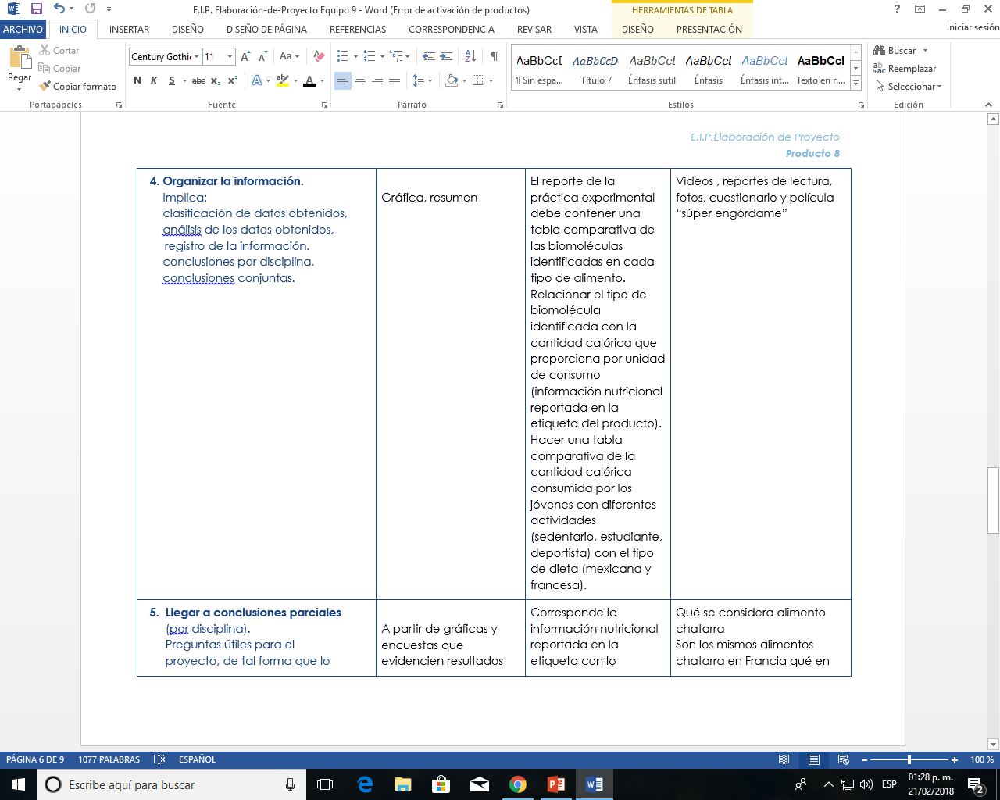 E.I.P. Elaboración-de-Proyecto Equipo 9 - Word (Error de activación de productos)
HERRAMIENTAS DE TABLA
ARCHIVO
INICIO
INSERTAR
DISEÑO
DISEÑO DE PÁGINA
REFERENCIAS
CORRESPONDENCIA
REVISAR
VISTA
DISEÑO
PRESENTACIÓN
Iniciar sesión
Pegar
Cortar
Copiar
Copiar formato
Portapapeles
Century Gothi
11
Fuente
Párrafo
AaBbCcD
¶ Sin espa...
AaBbCcD
Título 7
AaBbCcL
Énfasis sutil
AaBbCcL
Énfasis
AaBbCcL
Énfasis int...
AaBbCcl
Texto en n...
Estilos
Buscar
Reemplazar
Seleccionar
Edición
E.I.P.Elaboración de Proyecto
Producto 8
4. Organizar la información.
Implica:
clasificación de datos obtenidos,
análisis de los datos obtenidos,
registro de la información.
conclusiones por disciplina,
conclusiones conjuntas.
Gráfica, resumen
El reporte de la
práctica experimental
debe contener una
tabla comparativa de
las biomoléculas
identificadas en cada
tipo de alimento.
Relacionar el tipo de
biomolécula
identificada con la
cantidad calórica que
proporciona por unidad
de consumo
(información nutricional
reportada en la
etiqueta del producto).
Hacer una tabla
comparativa de la
cantidad calórica
consumida por los
jóvenes con diferentes
actividades
(sedentario, estudiante,
deportista) con el tipo
de dieta (mexicana y
francesa).
Videos , reportes de lectura,
fotos, cuestionario y película
“súper engórdame”
5. Llegar a conclusiones parciales
(por disciplina).
Preguntas útiles para el
proyecto, de tal forma que lo
A partir de gráficas y
encuestas que
evidencien resultados
Corresponde la
información nutricional
reportada en la
etiqueta con lo
Qué se considera alimento
chatarra
Son los mismos alimentos
chatarra en Francia qué en
PÁGINA 6 DE 9
1077 PALABRAS
ESPAÑOL
100 %
Escribe aquí para buscar
ESP
01:28 p. m.
21/02/2018
2